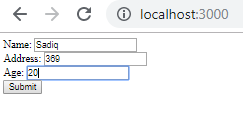 localhost:3000
Name: Sadiq
Address: 369
Age: 20
Submit